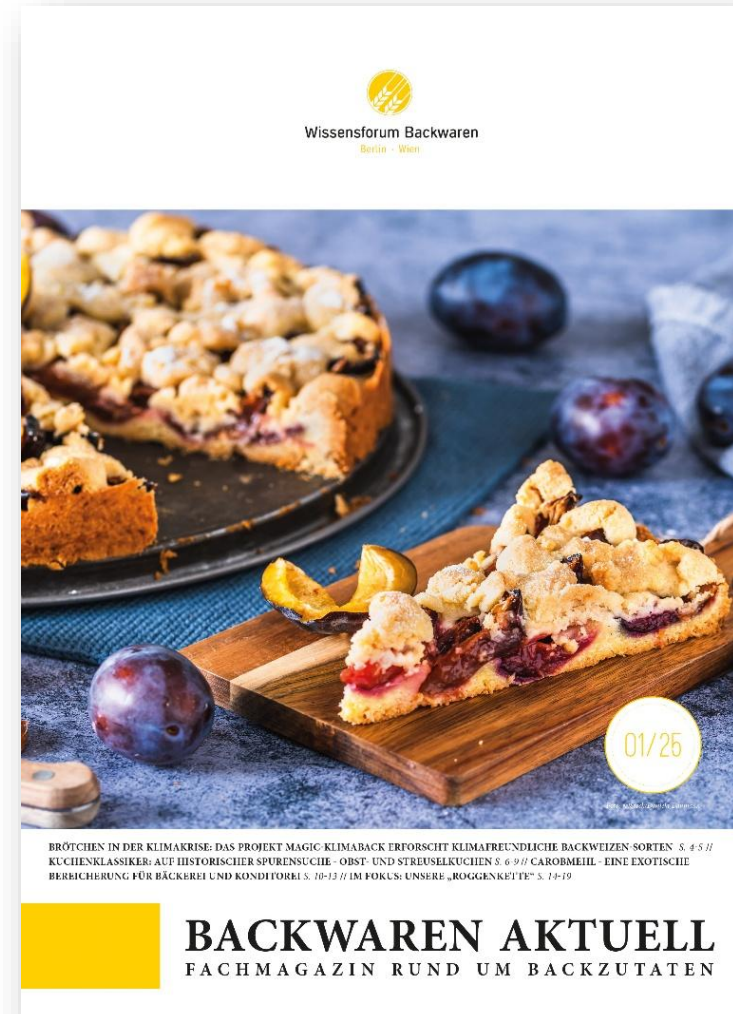 Wissensforum Backwaren
Berlin - Wien
01/25
BRÖTCHEN IN DER KLIMAKRISE: DAS PROJEKT MAGIC-KLIMABACK ERFORSCHT KLIMAFREUNDLICHE BACKWEIZEN-SORTEN S. 4-5 //
KUCHENKLASSIKER: AUF HISTORISCHER SPURENSUCHE - OBST- UND STREUSELKUCHEN S. 6-9 // CAROBMEHL - EINE EXOTISCHE
BEREICHERUNG FÜR BÄCKEREI UND KONDITOREI S. 10-13 // IM FOKUS: UNSERE „ROGGENKETTE“ S. 14-19
BACKWAREN AKTUELL
FACHMAGAZIN RUND UM BACKZUTATEN